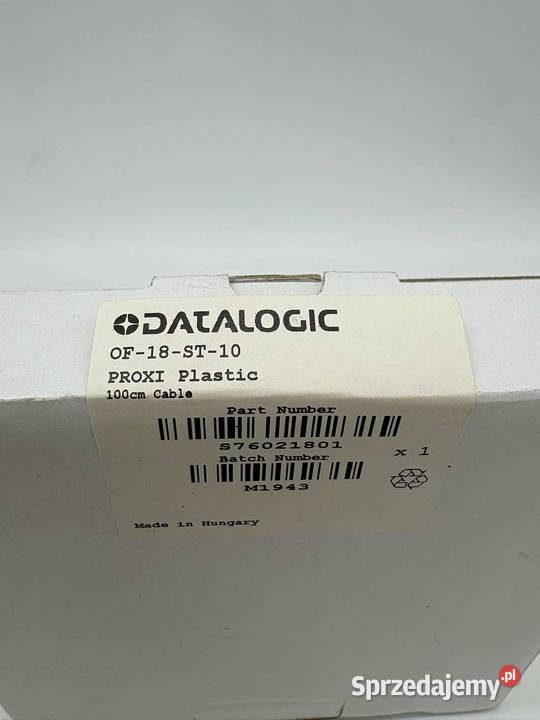 DATALOGIC
OF-18-ST-10
PROXI Plastic
100cm Cable
Part Number
S76021801
x 1
Batch Number
M1943
Made in Hungary
Sprzedajemy.pl